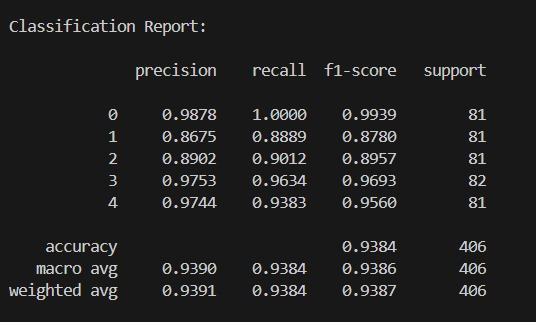 Classification Report:
precision recall f1-score support
0 0.9878 1.0000 0.9939 81
1 0.8675 0.8889 0.8780 81
2 0.8902 0.9012 0.8957 81
3 0.9753 0.9634 0.9693 82
4 0.9744 0.9383 0.9560 81
accuracy 0.9384 406
macro avg 0.9390 0.9384 0.9386 406
weighted avg 0.9391 0.9384 0.9387 406